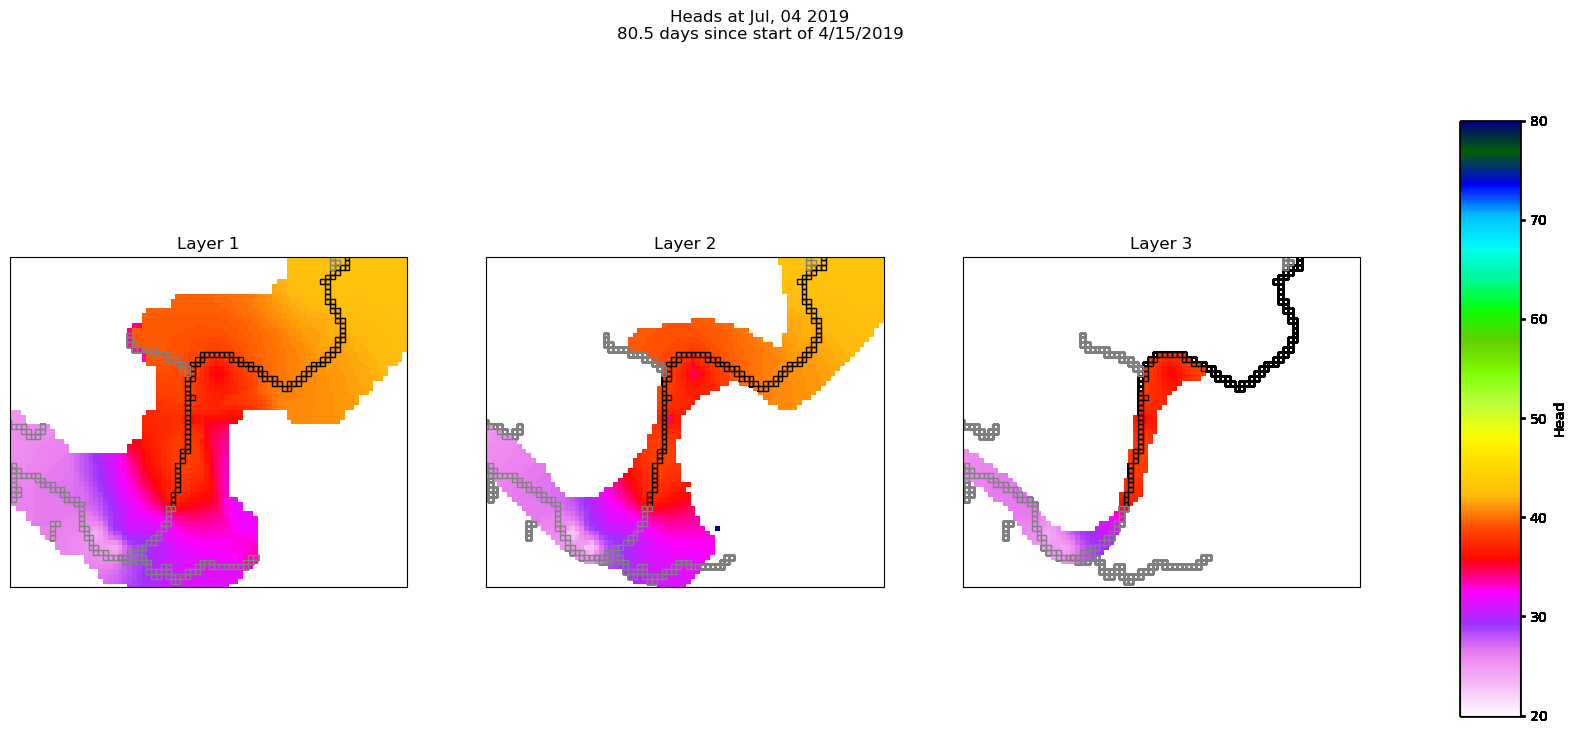 Heads at Jul, 04 2019
80.5 days since start of 4/15/2019
Layer 1
Layer 2
Layer 3
80
70
60
50
40
30
20
Head